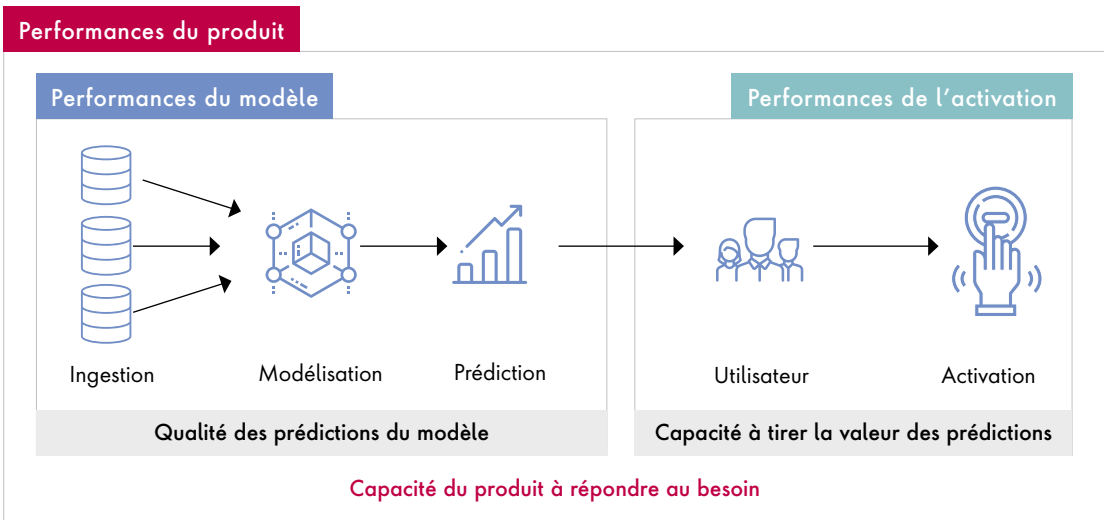 Performances du produit
Performances du modèle
Performances de l’activation
Ingestion
Modélisation
Prédiction
Utilisateur
Activation
Qualité des prédictions du modèle
Capacité à tirer la valeur des prédictions
Capacité du produit à répondre au besoin